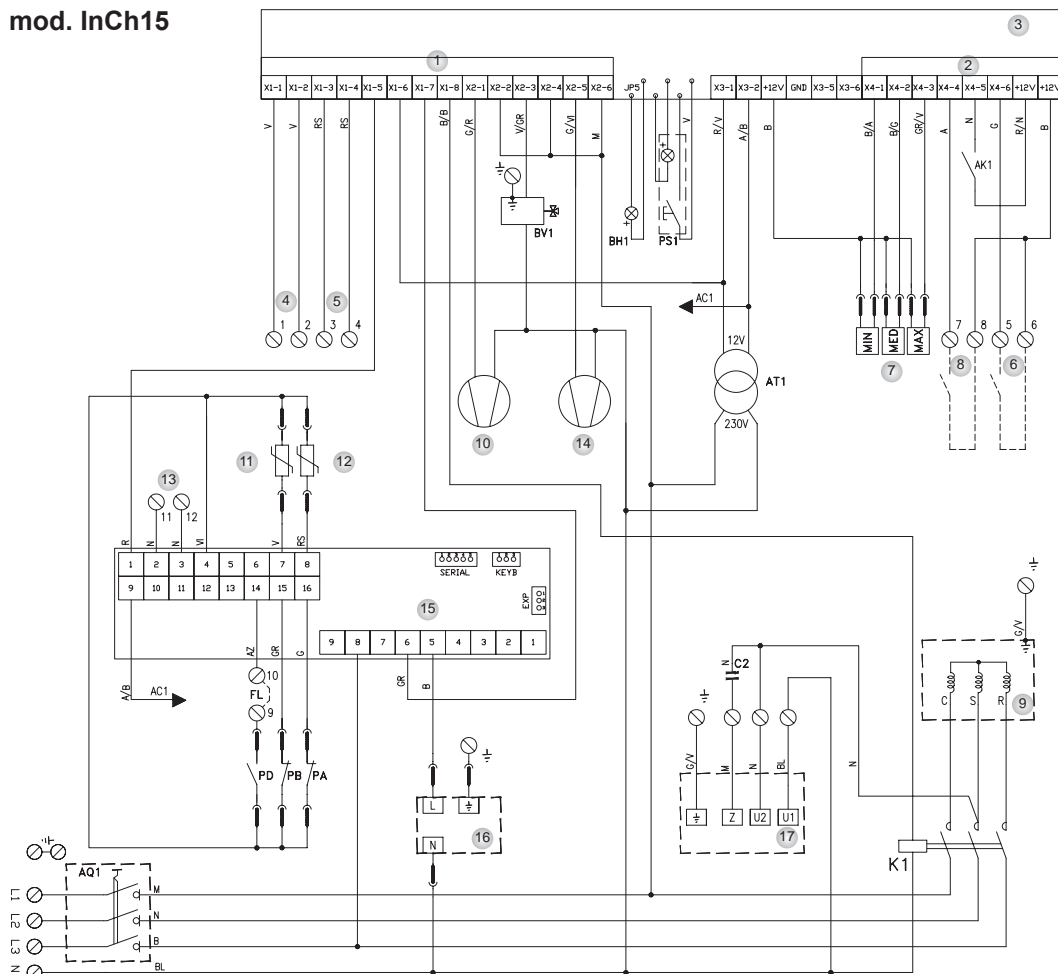 mod. InCh15
3
1
2
X1-1 X1-2 X1-3 X1-4 X1-5 X1-6 X1-7 X1-8 X2-1 X2-2 X2-3 X2-4 X2-5 X2-6 JP5 X3-1 X3-2 +12V GND X3-5 X3-6 X4-1 X4-2 X4-3 X4-4 X4-5 X4-6 +12V +12V
V V RS RS B/B G/R V/GR G/VI M V R/V A/B B B/A B/G GR/V A N G R/N B
AK1
+
+
BV1 BH1 PS1
4 5
AC1
1 2 3 4
12V
7 8 5 6
MIN MED MAX
AT1
7 8 6
230V
10 14
11 12
13
11 12
R N N VI V RS
1 2 3 4 5 6 7 8
SERIAL KEYB
9 10 11 12 13 14 15 16
EXP
15
9 8 7 6 5 4 3 2 1
AZ GR G
GR B
A/B AC1
10
FL
9
G/V
N C2
C S R 9
PD PB PA
G/V M N BL N
L
N 16
Z U2 U1
17
K1
AQ1
L1 M
L2 N
L3 B
N BL